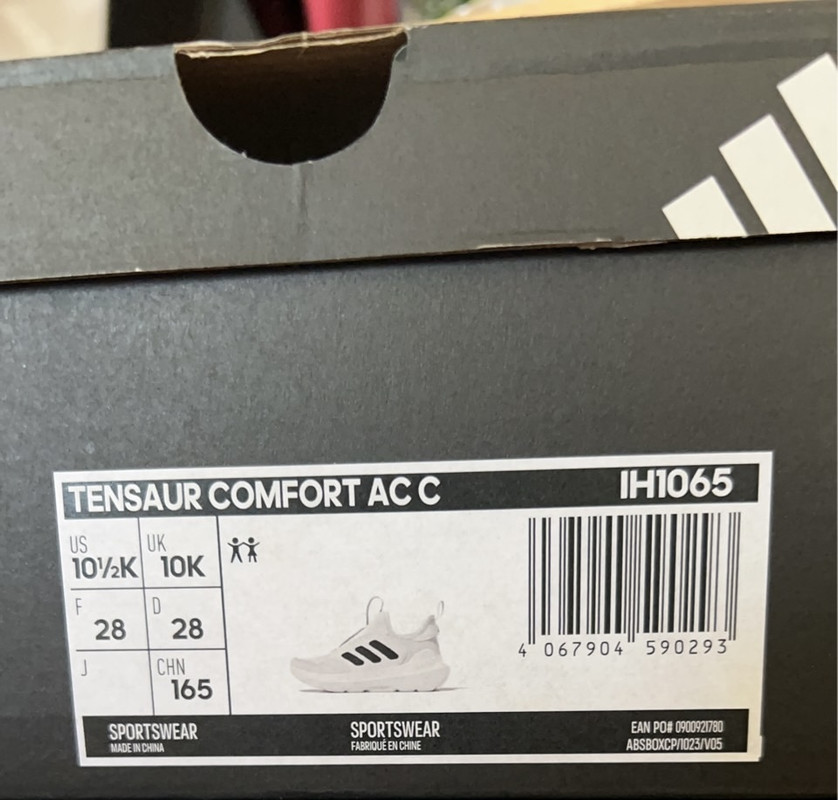 TENSAUR COMFORT AC C IH1065
US 10½K UK 10K
F 28 D 28
J CHN 165
4 067904 590293
SPORTSWEAR
MADE IN CHINA
SPORTSWEAR
FABRIQUÉ EN CHINE
EAN PO# 0900921780
ABSBOXCP/1023/V05